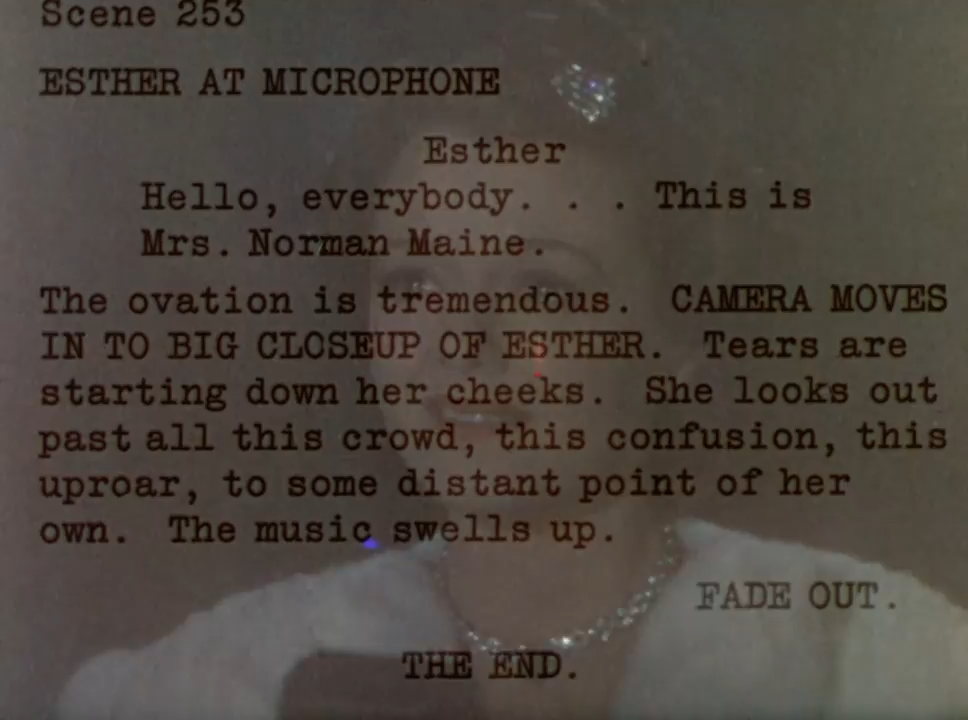 Scene 253
ESTHER AT MICROPHONE
Esther
Hello, everybody. . . This is
Mrs. Norman Maine.
The ovation is tremendous. CAMERA MOVES
IN TO BIG CLOSEUP OF ESTHER. Tears are
starting down her cheeks. She looks out
past all this crowd, this confusion, this
uproar, to some distant point of her
own. The music swells up.
FADE OUT.
THE END.